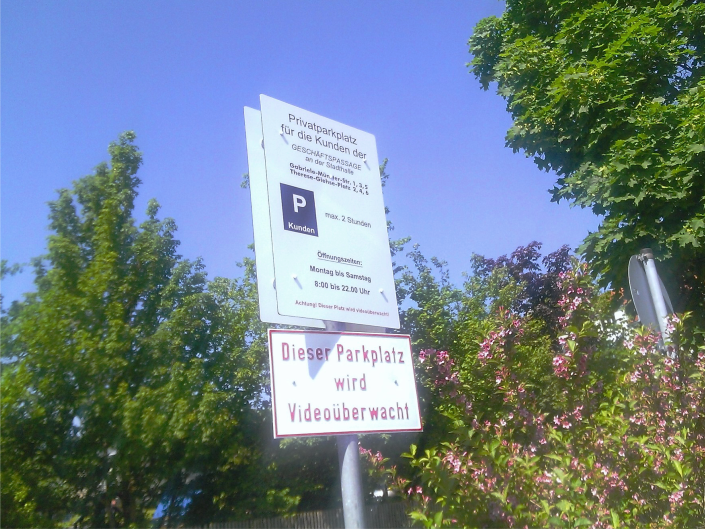 Privatparkplatz
für die Kunden der
GESCHÄFTSPASSAGE
an der Stadthalle
Gabriele-Münter-Str. 1, 3, 5
Therese-Giehse-Platz 2, 4, 6
P
Kunden
max. 2 Stunden
Öffnungszeiten:
Montag bis Samstag
8:00 bis 22.00 Uhr
Achtung! Dieser Platz wird videoüberwacht!
Dieser Parkplatz
wird
Videoüberwacht